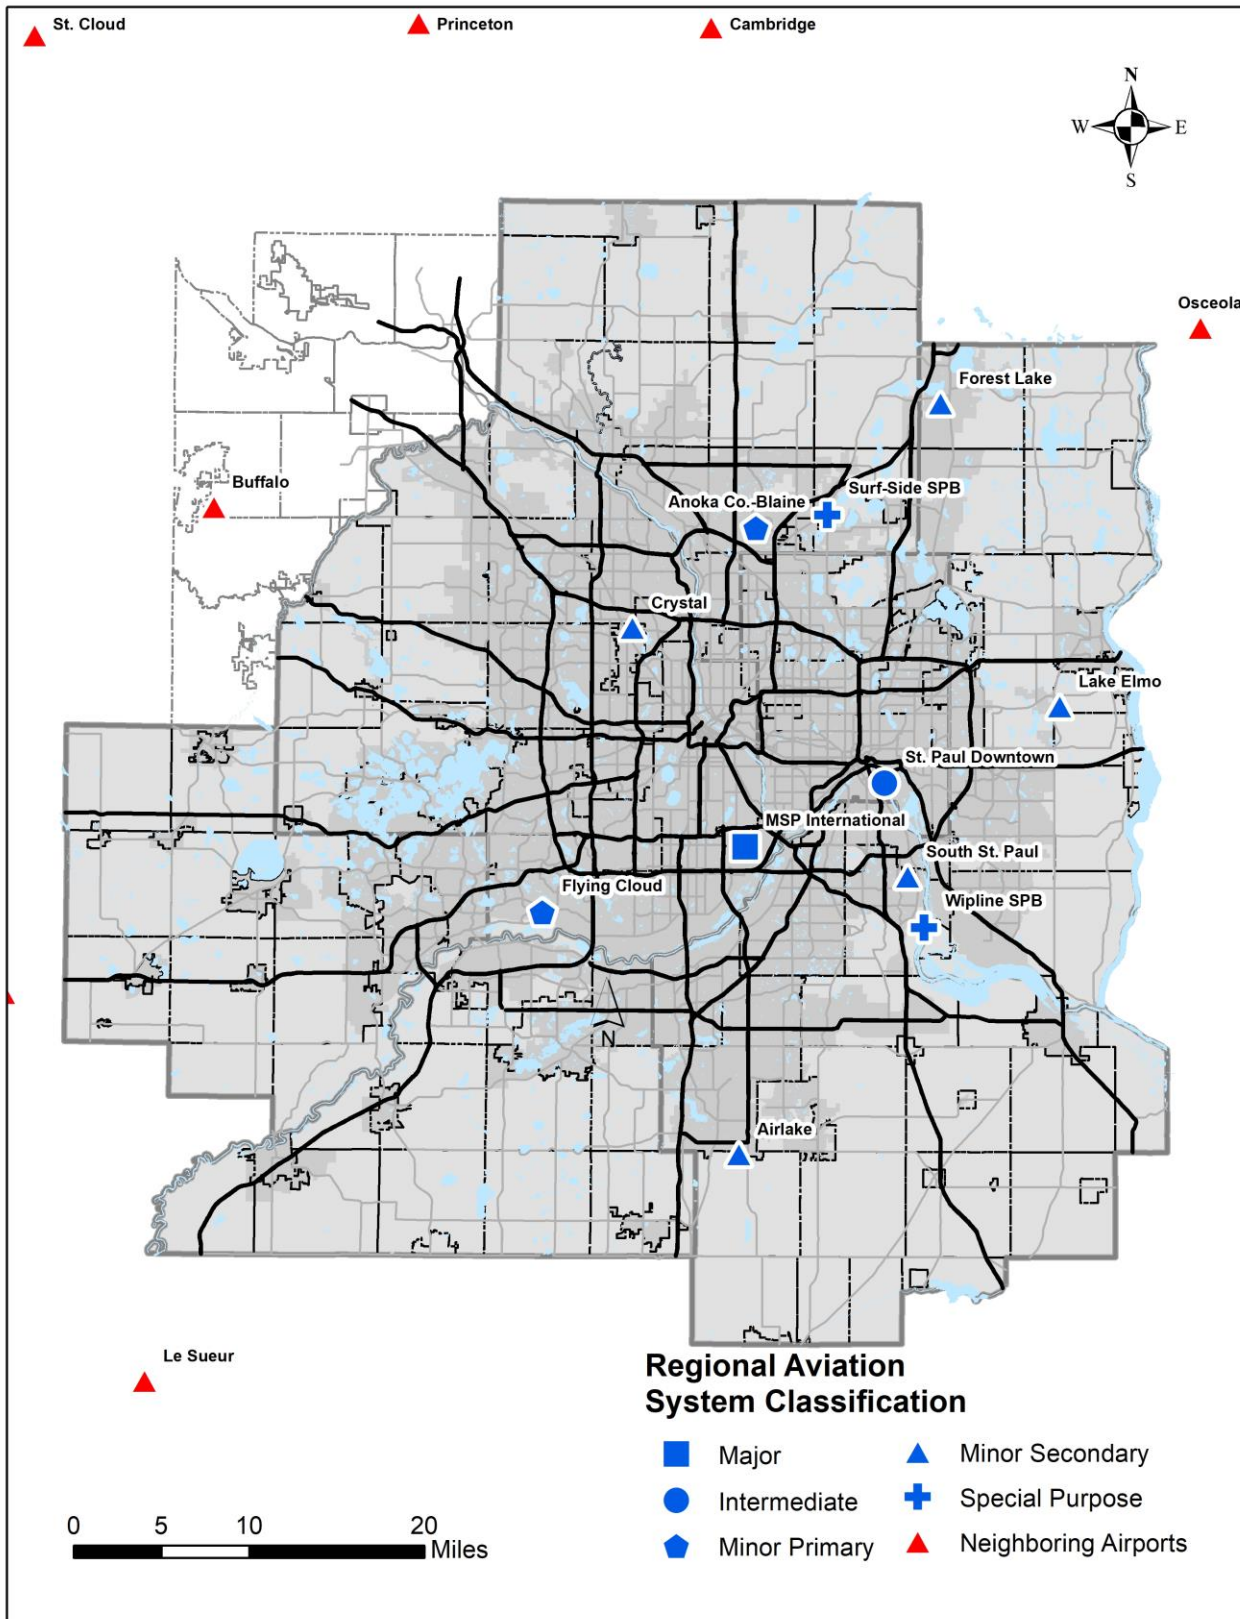 St. Cloud
Princeton
Cambridge
N
W
E
S
Osceola
Forest Lake
Buffalo
Surf-Side SPB
Anoka Co.-Blaine
Crystal
Lake Elmo
St. Paul Downtown
MSP International
South St. Paul
Flying Cloud
Wipline SPB
N
Airlake
Le Sueur
Regional Aviation
System Classification
Major
Minor Secondary
Intermediate
Special Purpose
Minor Primary
Neighboring Airports
0 5 10 20
Miles